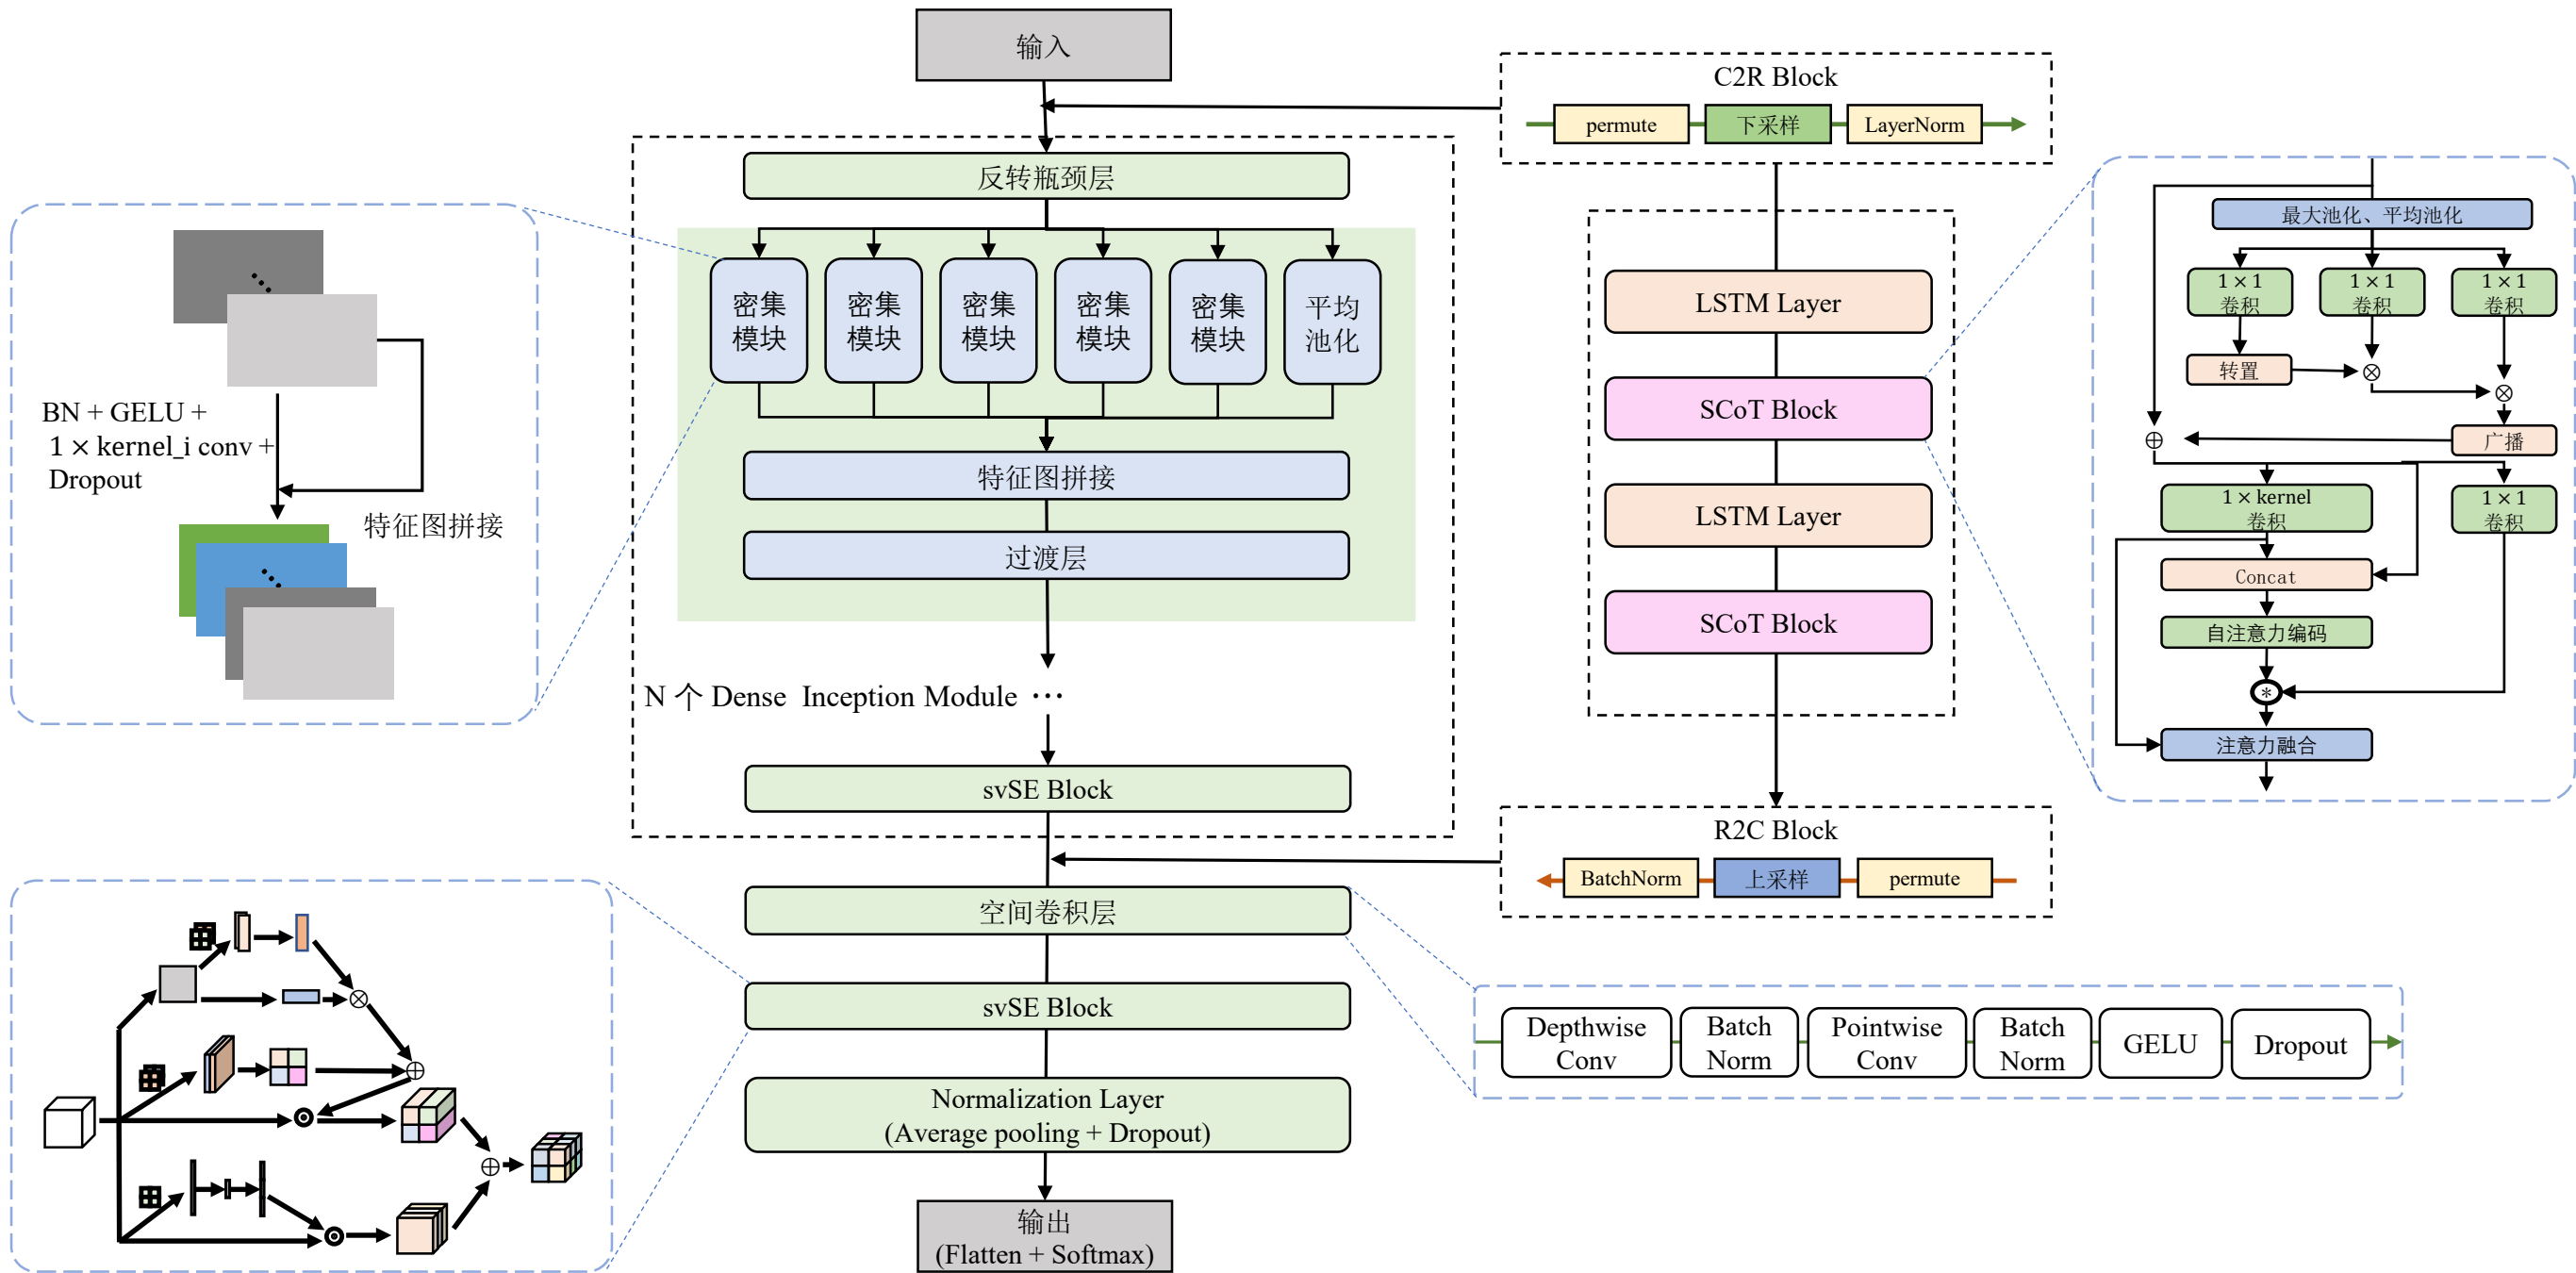 输入
C2R Block
permute
下采样
LayerNorm
反转瓶颈层
密集
模块
密集
模块
密集
模块
密集
模块
密集
模块
平均
池化
特征图拼接
过渡层
N 个 Dense Inception Module ···
svSE Block
BN + GELU +
1 × kernel_i conv +
Dropout
特征图拼接
LSTM Layer
SCoT Block
LSTM Layer
SCoT Block
最大池化、平均池化
1 × 1
卷积
1 × 1
卷积
1 × 1
卷积
转置
广播
1 × kernel
卷积
1 × 1
卷积
Concat
自注意力编码
注意力融合
R2C Block
BatchNorm
上采样
permute
空间卷积层
svSE Block
Normalization Layer
(Average pooling + Dropout)
输出
(Flatten + Softmax)
Depthwise
Conv
Batch
Norm
Pointwise
Conv
Batch
Norm
GELU
Dropout